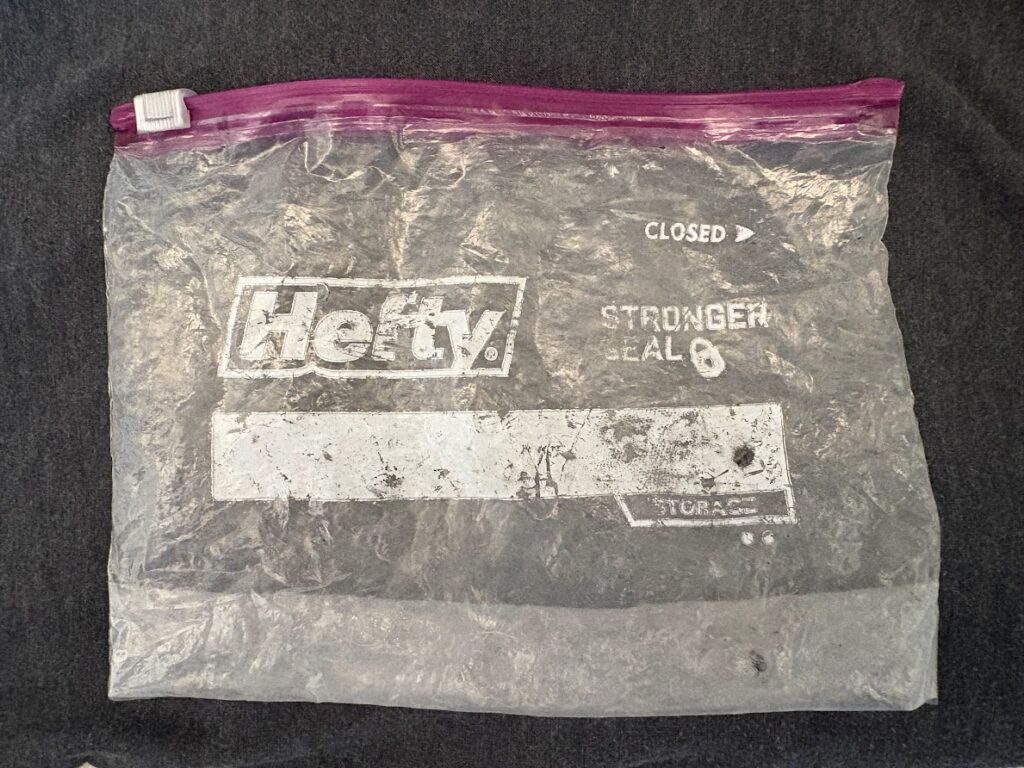 CLOSED
Hefty®
STRONGER
SEAL
STORAGE